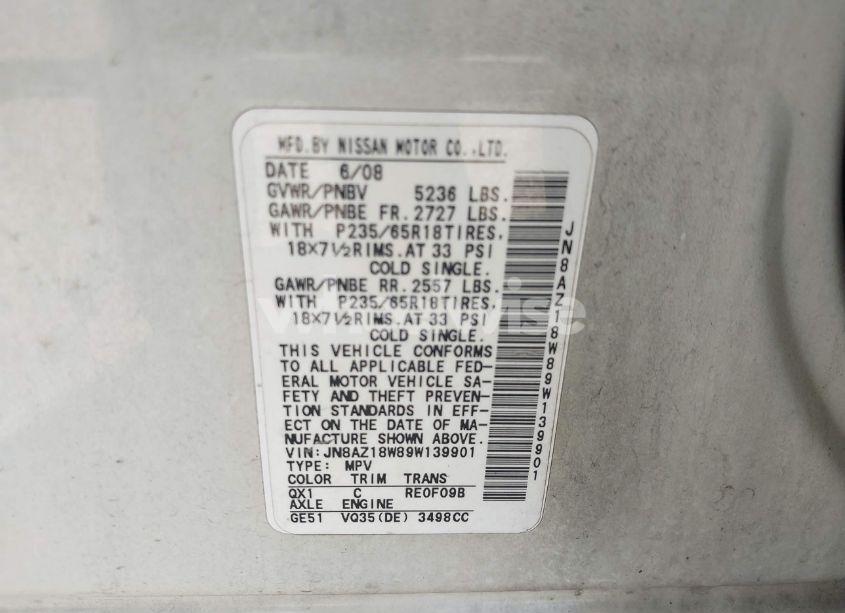 MFD.BY NISSAN MOTOR CO.,LTD.
DATE 6/08
GVWR/PNBV 5236 LBS.
GAWR/PNBE FR.2727 LBS.
WITH P235/65R18TIRES,
18X7½RIMS.AT 33 PSI
COLD SINGLE.
GAWR/PNBE RR.2557 LBS.
WITH P235/65R18TIRES,
18X7½RIMS.AT 33 PSI
COLD SINGLE.
THIS VEHICLE CONFORMS
TO ALL APPLICABLE FED-
ERAL MOTOR VEHICLE SA-
FETY AND THEFT PREVEN-
TION STANDARDS IN EFF-
ECT ON THE DATE OF MA-
NUFACTURE SHOWN ABOVE.
VIN:JN8AZ18W89W139901
TYPE: MPV
COLOR TRIM TRANS
QX1 C RE0F09B
AXLE ENGINE
GE51 VQ35(DE) 3498CC
JN8AZ18W89W139901